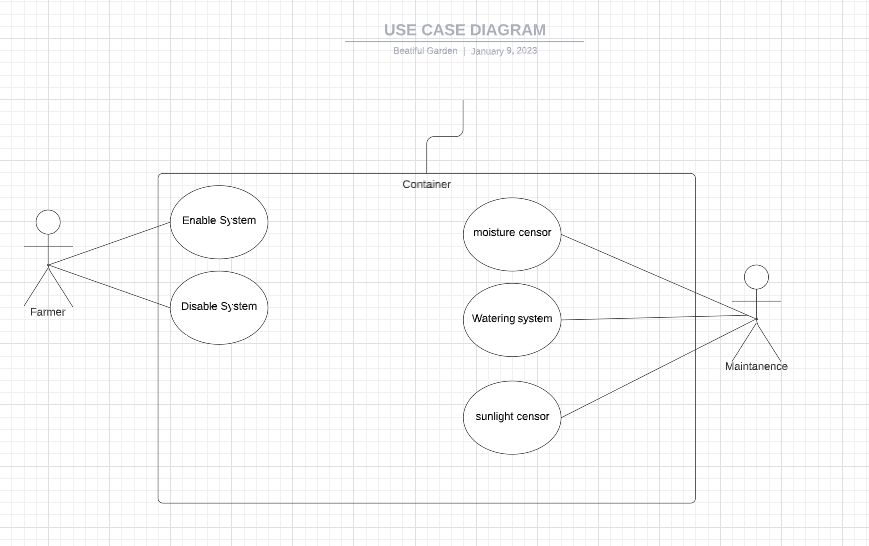 USE CASE DIAGRAM
Beatiful Garden | January 9, 2023
Container
Enable System
moisture censor
Disable System
Watering system
Farmer
Maintanence
sunlight censor